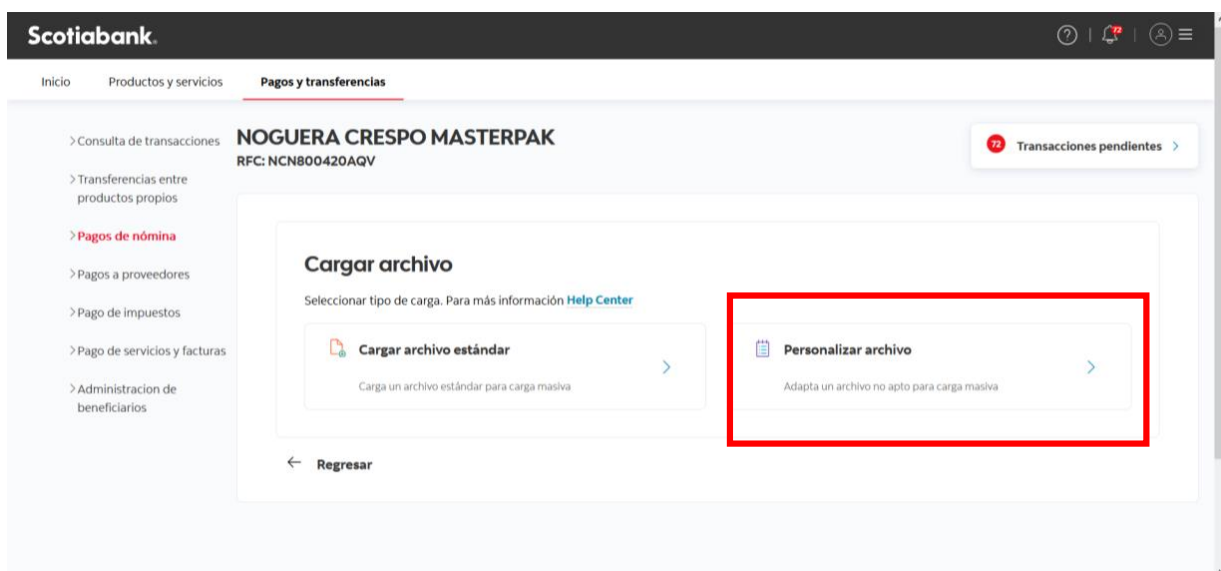 Scotiabank.
72
Inicio Productos y servicios Pagos y transferencias
Consulta de transacciones
Transferencias entre
productos propios
Pagos de nómina
Pagos a proveedores
Pago de impuestos
Pago de servicios y facturas
Administracion de
beneficiarios
NOGUERA CRESPO MASTERPAK
RFC: NCN800420AQV
72 Transacciones pendientes
Cargar archivo
Seleccionar tipo de carga. Para más información Help Center
Cargar archivo estándar
Carga un archivo estándar para carga masiva
Personalizar archivo
Adapta un archivo no apto para carga masiva
Regresar